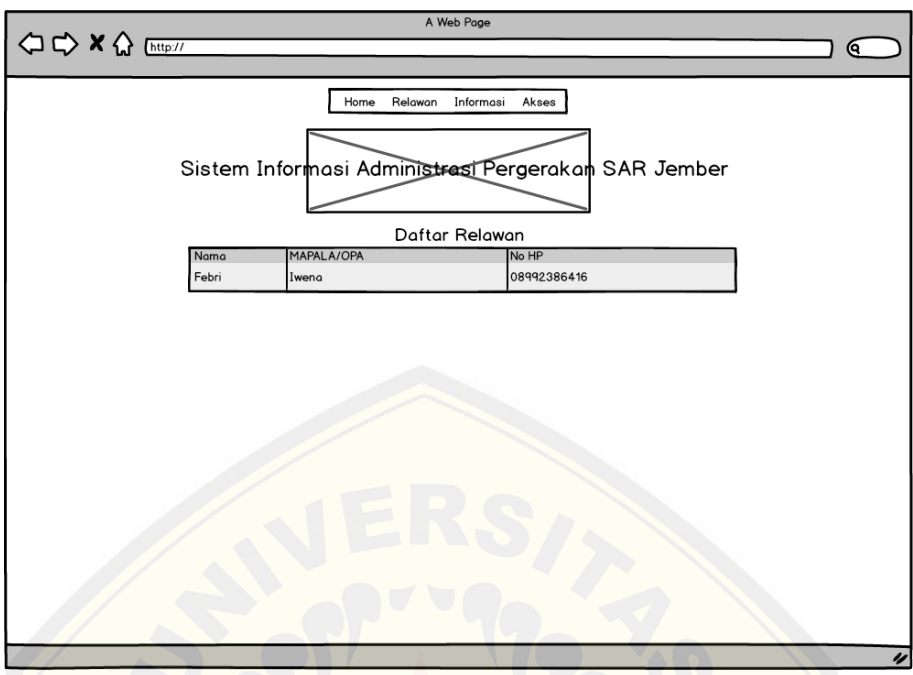 A Web Page
http://
Home Relawan Informasi Akses
Sistem Informasi Administrasi Pergerakan SAR Jember
Daftar Relawan
Nama MAPALA/OPA No HP
Febri Iwena 08992386416
UNIVERSITAS